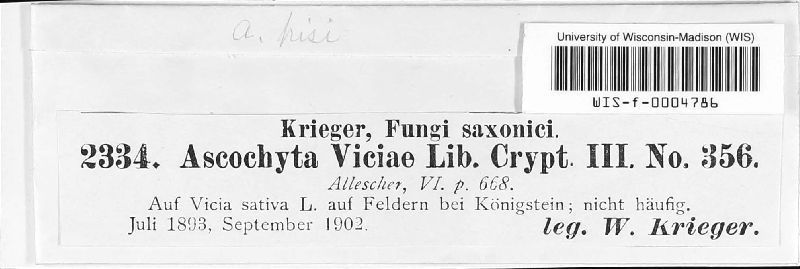 A. pisi
University of Wisconsin-Madison (WIS)
WIS-f-0004786
Krieger, Fungi saxonici.
2334. Ascochyta Viciae Lib. Crypt. III. No. 356.
Allescher, VI. p. 668.
Auf Vicia sativa L. auf Feldern bei Königstein; nicht häufig.
Juli 1893, September 1902.
leg. W. Krieger.